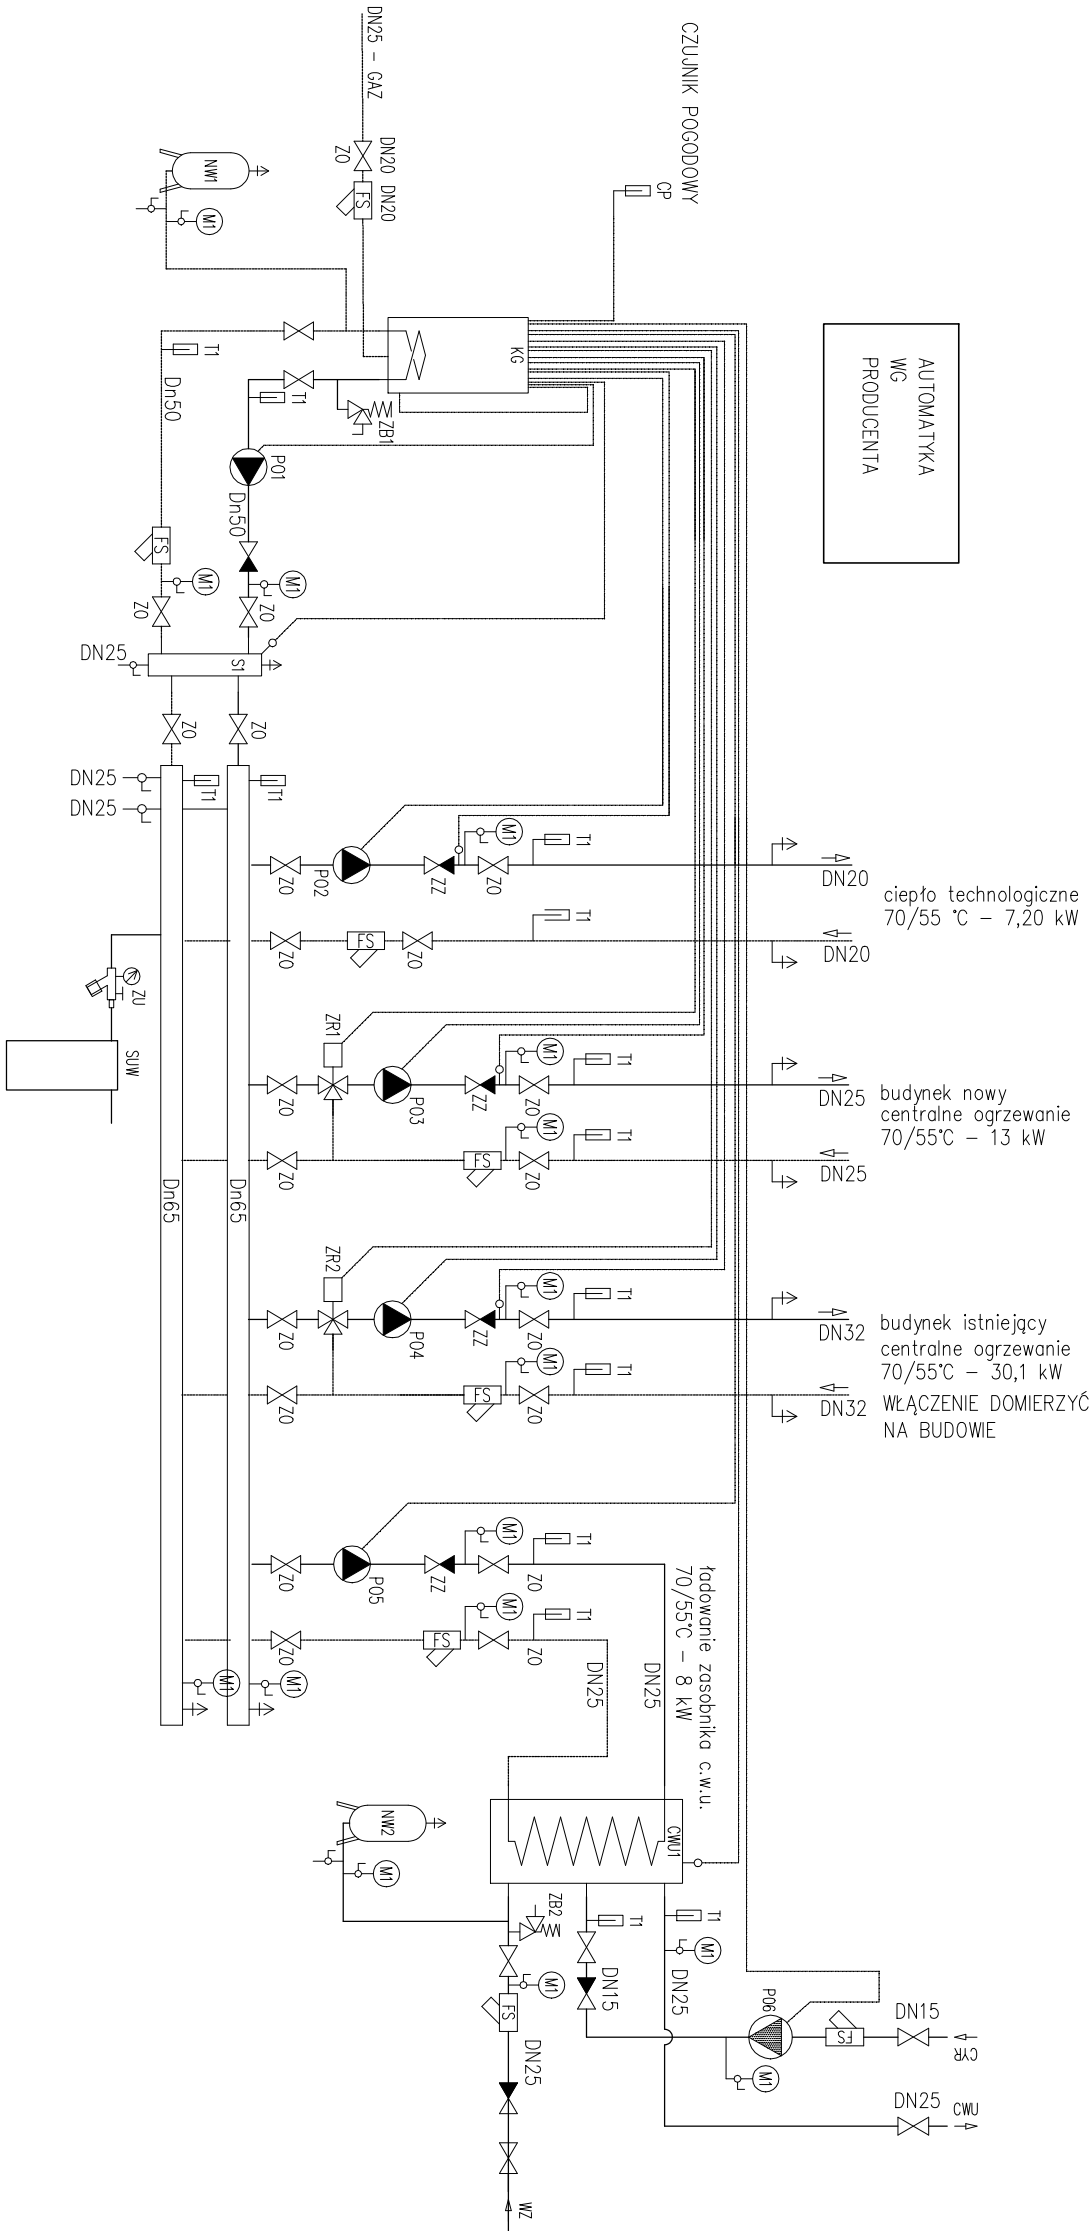 DN25 - GAZ
DN20
ZO
DN20
FS
CZUJNIK POGODOWY
CP
NW1
M1
AUTOMATYKA
WG
PRODUCENTA
KG
T1
Dn50
T1
ZB1
PO1
Dn50
FS
M1
M1
ZO
ZO
DN25
S1
ZO
ZO
DN25
T1
T1
DN25
ZO
PO2
ZZ
M1
ZO
T1
DN20
ciepło technologiczne
70/55 °C – 7,20 kW
ZO
FS
ZO
T1
DN20
ZU
SUW
ZR1
ZO
PO3
ZZ
M1
ZO
T1
DN25
budynek nowy
centralne ogrzewanie
70/55°C – 13 kW
ZO
FS
M1
ZO
T1
DN25
Dn65
Dn65
ZR2
ZO
PO4
ZZ
M1
ZO
T1
DN32
budynek istniejący
centralne ogrzewanie
70/55°C – 30,1 kW
ZO
FS
M1
ZO
T1
DN32
WŁĄCZENIE DOMIERZYĆ
NA BUDOWIE
ZO
PO5
ZZ
M1
ZO
T1
ładowanie zasobnika c.w.u.
70/55°C – 8 kW
ZO
FS
M1
ZO
T1
DN25
DN25
M1
M1
CWU1
NW2
M1
ZB2
T1
T1
M1
M1
FS
DN15
DN25
DN25
PO6
M1
FS
DN15
CYR
DN25
CWU
WZ